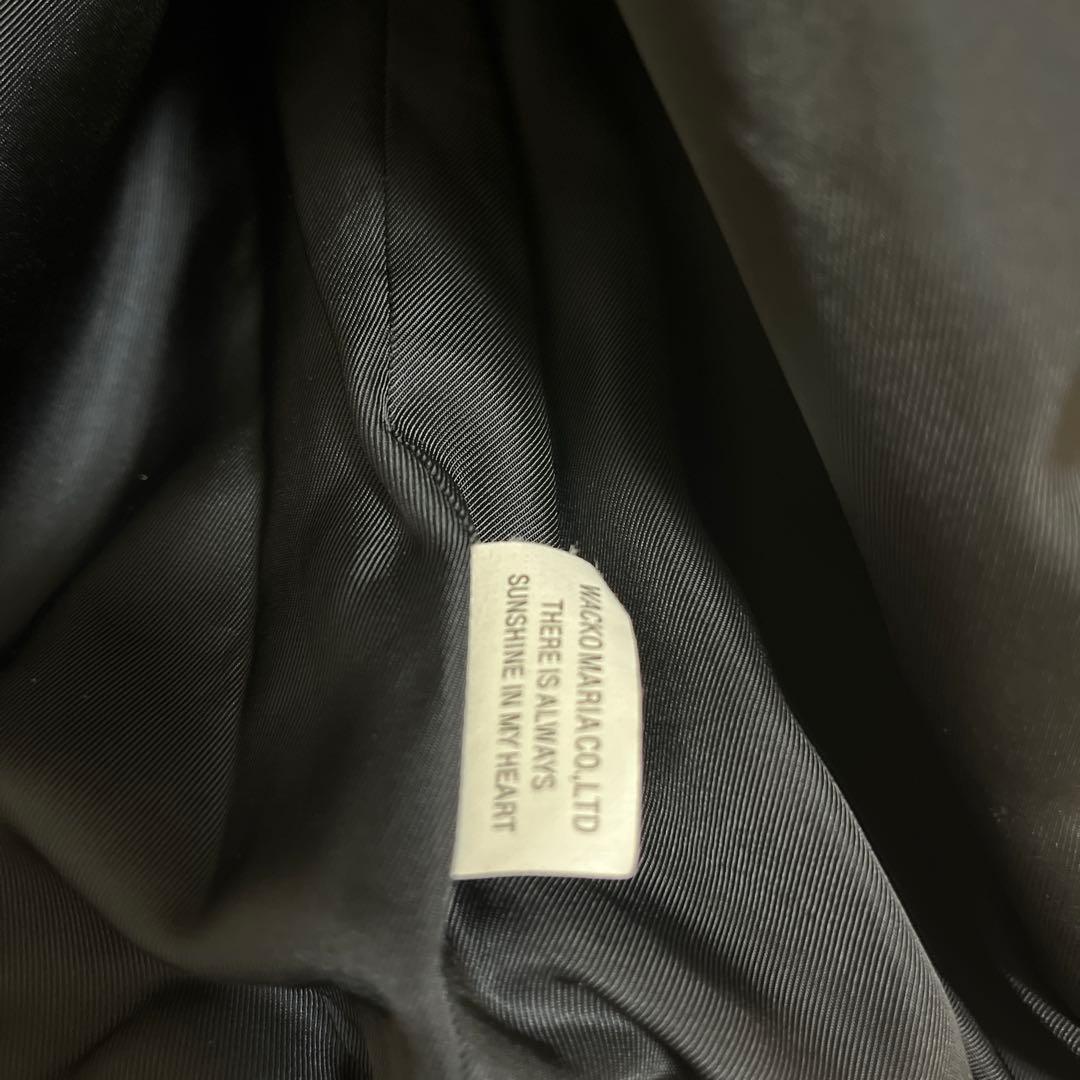 WACKO MARIA CO.,LTD
THERE IS ALWAYS
SUNSHINE IN MY HEART